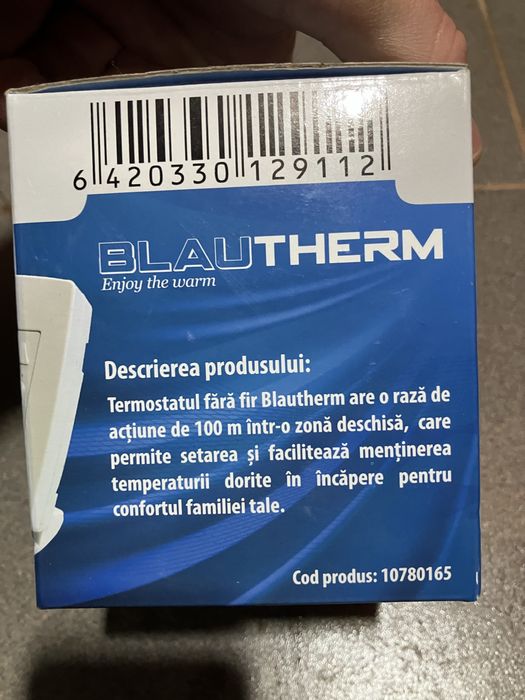 6 420330 129112
BLAUTHERM
Enjoy the warm
Descrierea produsului:
Termostatul fără fir Blautherm are o rază de
acțiune de 100 m într-o zonă deschisă, care
permite setarea și facilitează menținerea
temperaturii dorite în încăpere pentru
confortul familiei tale.
Cod produs: 10780165